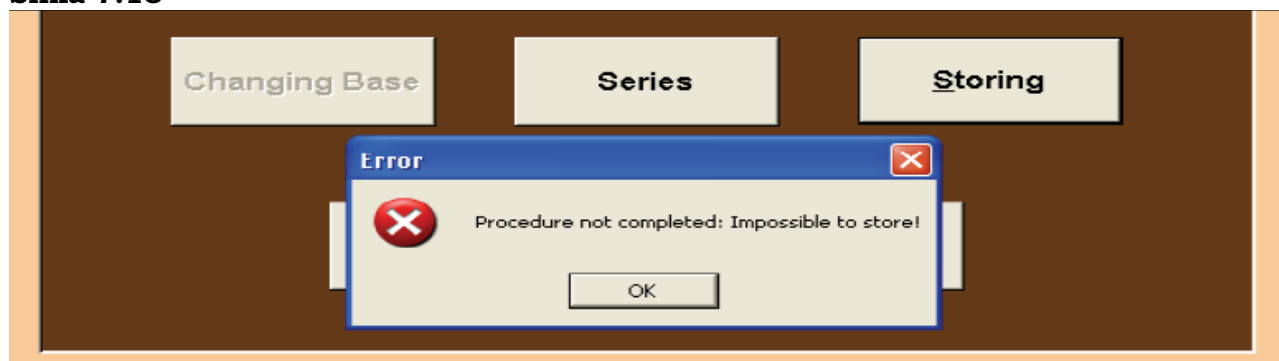 Changing Base Series Storing
Error
Procedure not completed: Impossible to store!
OK